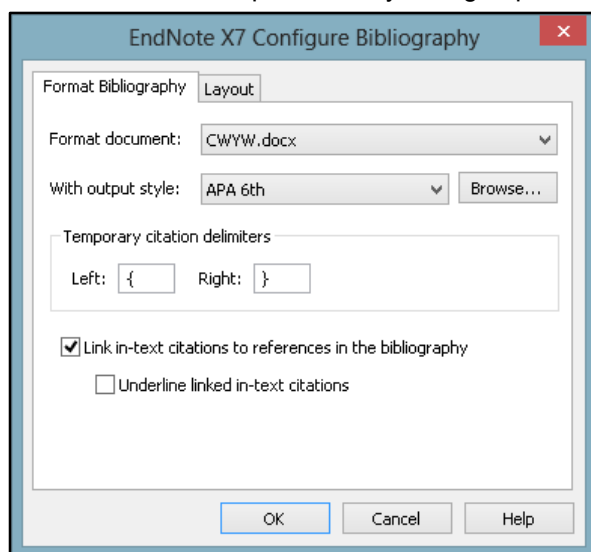 EndNote X7 Configure Bibliography
Format Bibliography Layout
Format document: CWYW.docx
With output style: APA 6th Browse...
Temporary citation delimiters
Left: { Right: }
Link in-text citations to references in the bibliography
Underline linked in-text citations
OK Cancel Help